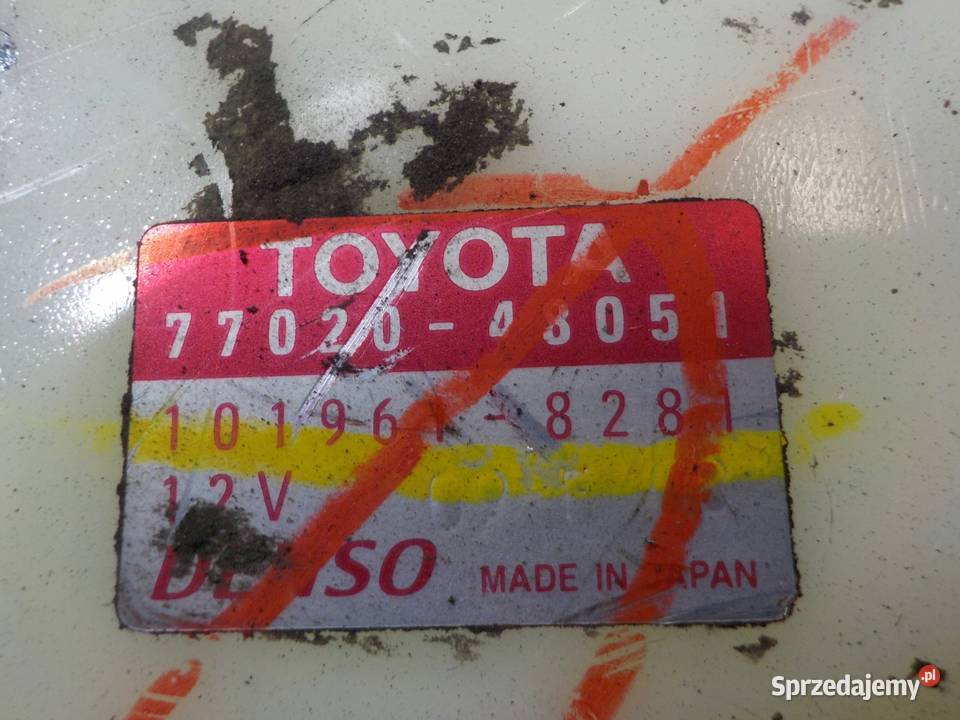 TOYOTA
77020-48051
101961-8281
12V
DENSO
MADE IN JAPAN
Sprzedajemy.pl